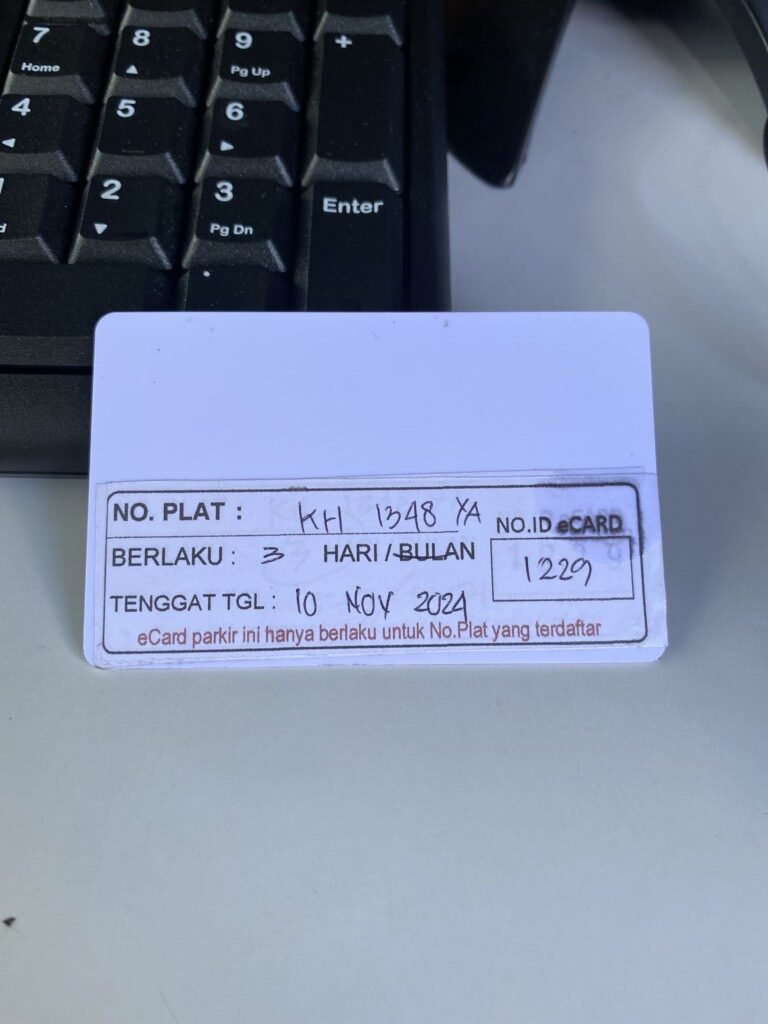 7 8 9 +
Home Pg Up
4 5 6
2 3 Enter
Pg Dn
.
NO. PLAT : KH 1348 YA
NO.ID eCARD
BERLAKU : 3 HARI / BULAN
1229
TENGGAT TGL : 10 NOV 2024
eCard parkir ini hanya berlaku untuk No.Plat yang terdaftar